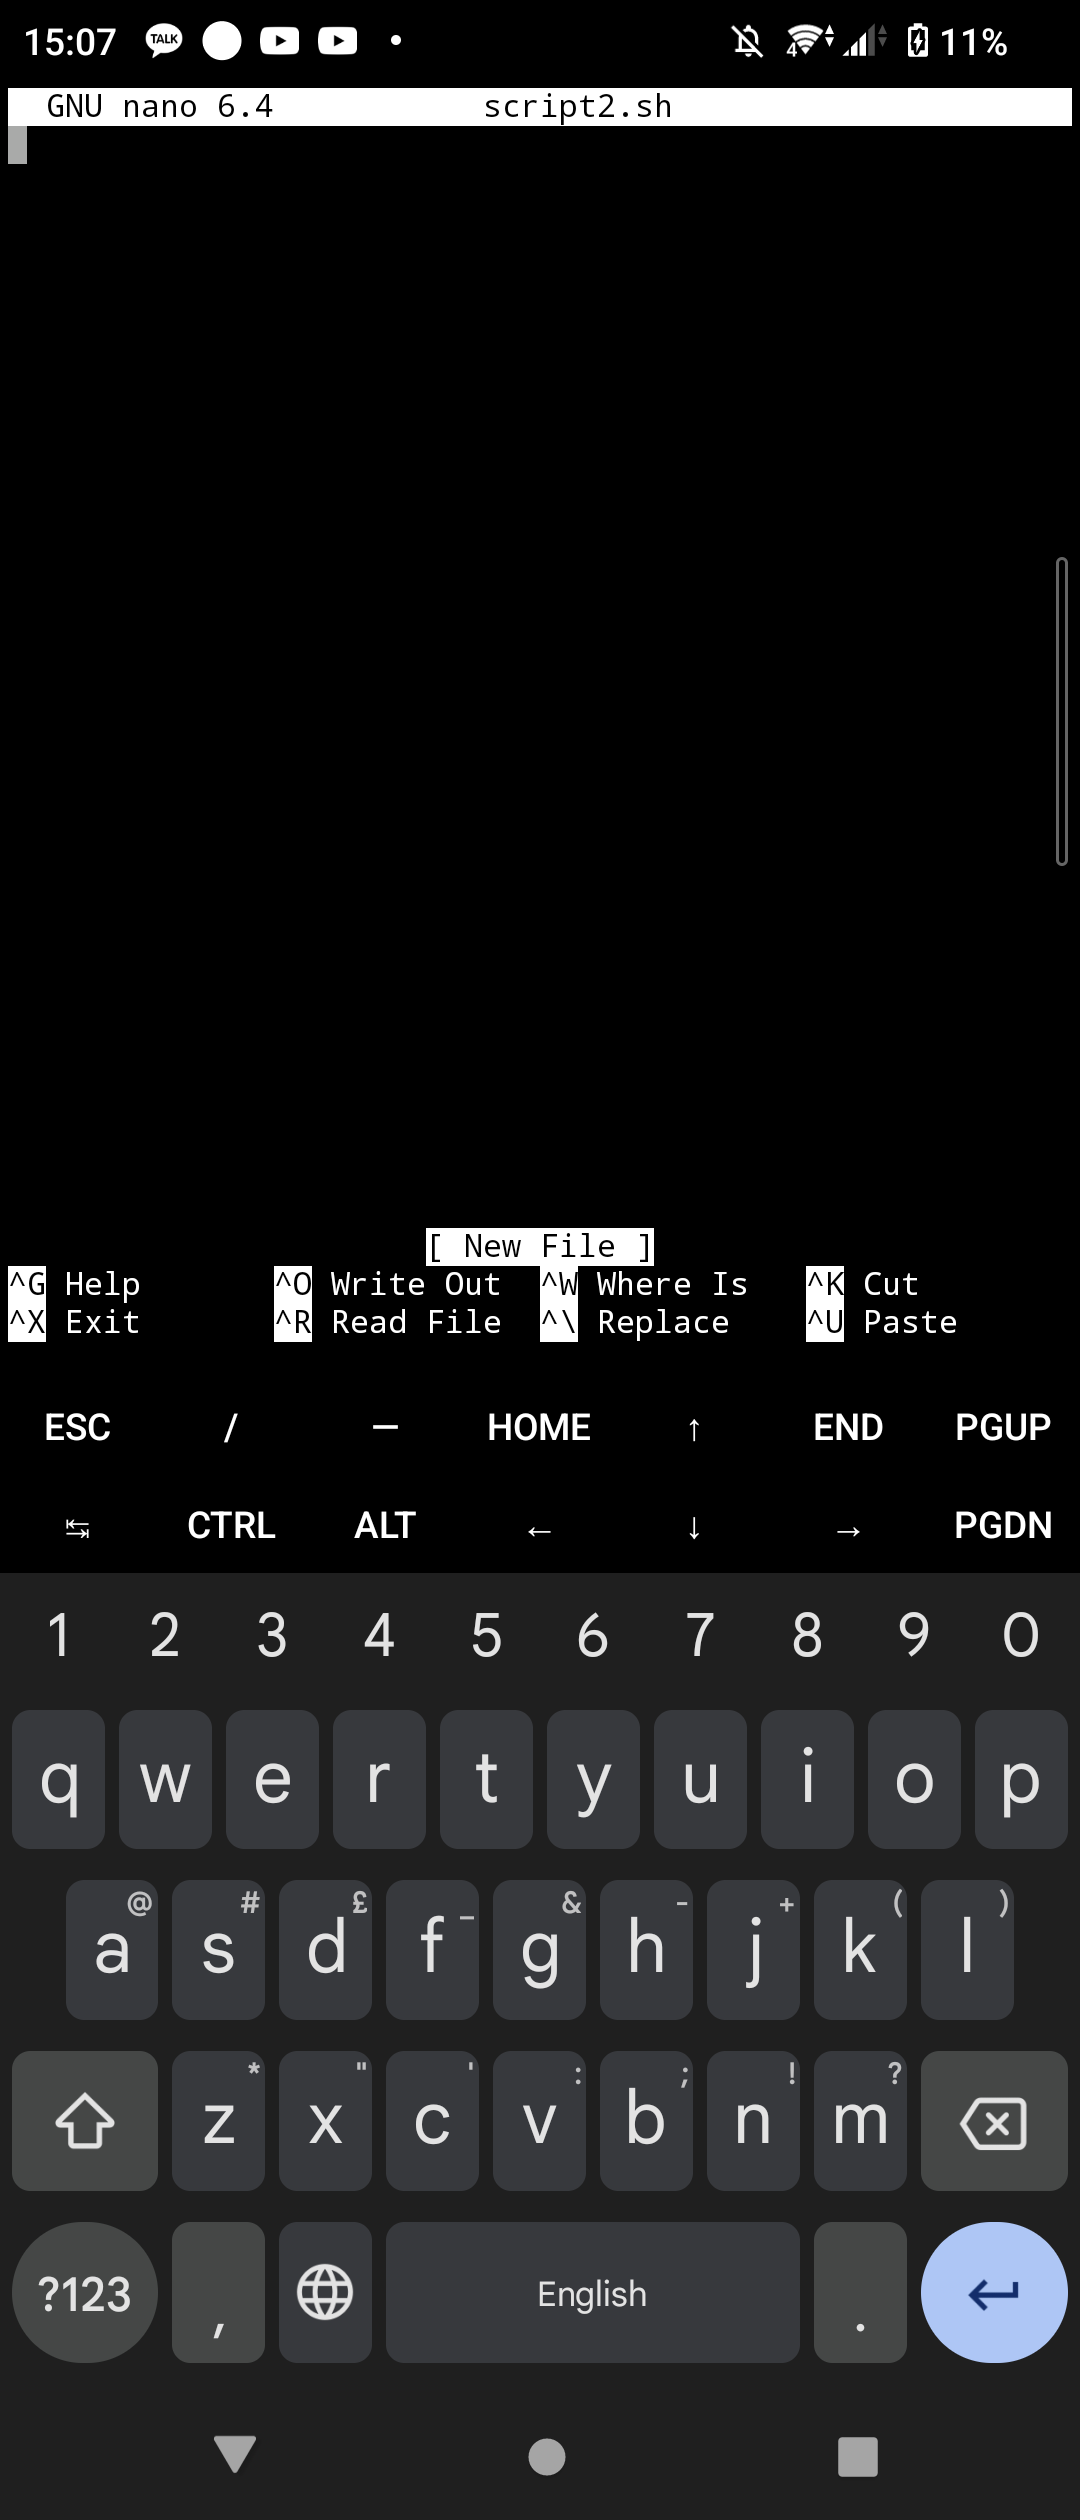 15:07 TALK 4 11%
GNU nano 6.4 script2.sh
[ New File ]
^G Help ^O Write Out ^W Where Is ^K Cut
^X Exit ^R Read File ^\ Replace ^U Paste
ESC / — HOME ↑ END PGUP
↹ CTRL ALT ← ↓ → PGDN
1 2 3 4 5 6 7 8 9 0
q w e r t y u i o p
@ # £ _ & - + ( )
a s d f g h j k l
* " ' : ; ! ?
z x c v b n m
?123 , English .